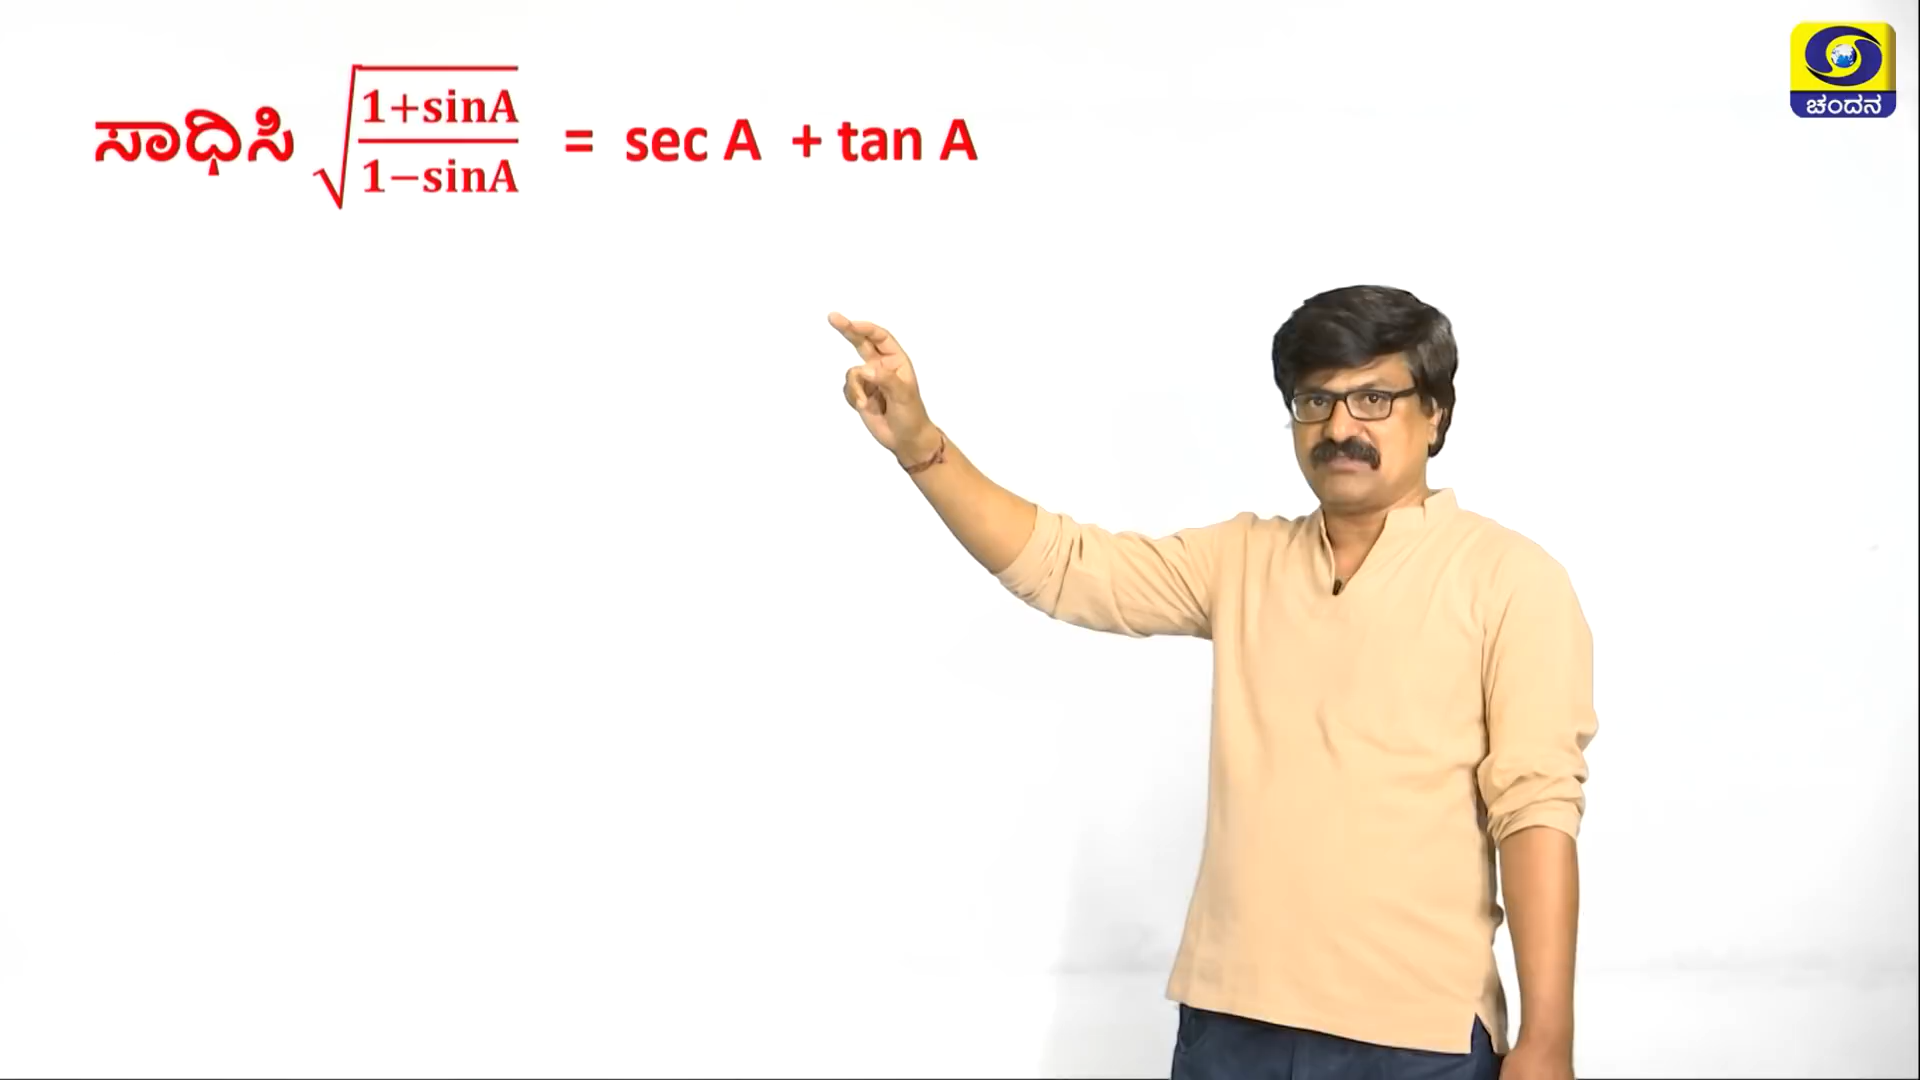 ಸಾಧಿಸಿ √((1+sinA)/(1−sinA)) = sec A + tan A
ಚಂದನ